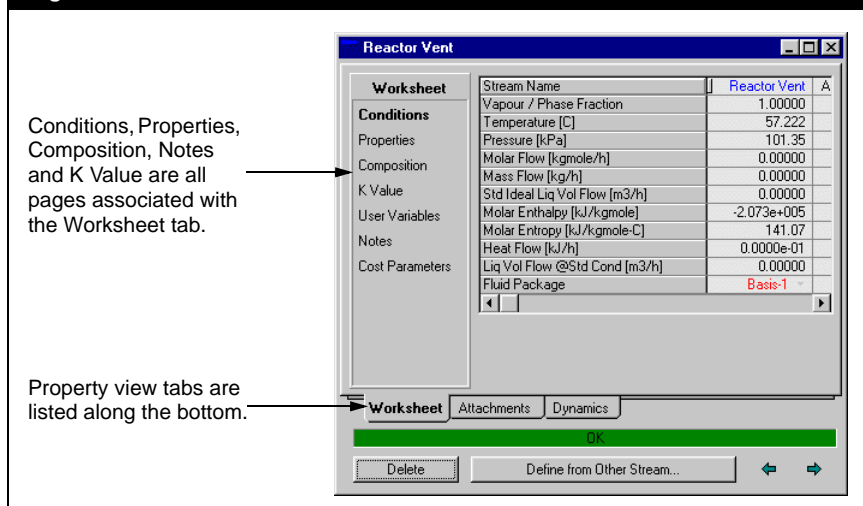 Reactor Vent
Conditions, Properties,
Composition, Notes
and K Value are all
pages associated with
the Worksheet tab.
Worksheet
Conditions
Properties
Composition
K Value
User Variables
Notes
Cost Parameters
Stream Name Reactor Vent A
Vapour / Phase Fraction 1.00000
Temperature [C] 57.222
Pressure [kPa] 101.35
Molar Flow [kgmole/h] 0.00000
Mass Flow [kg/h] 0.00000
Std Ideal Liq Vol Flow [m3/h] 0.00000
Molar Enthalpy [kJ/kgmole] -2.073e+005
Molar Entropy [kJ/kgmole-C] 141.07
Heat Flow [kJ/h] 0.0000e-01
Liq Vol Flow @Std Cond [m3/h] 0.00000
Fluid Package Basis-1
Property view tabs are
listed along the bottom.
Worksheet Attachments Dynamics
OK
Delete Define from Other Stream...